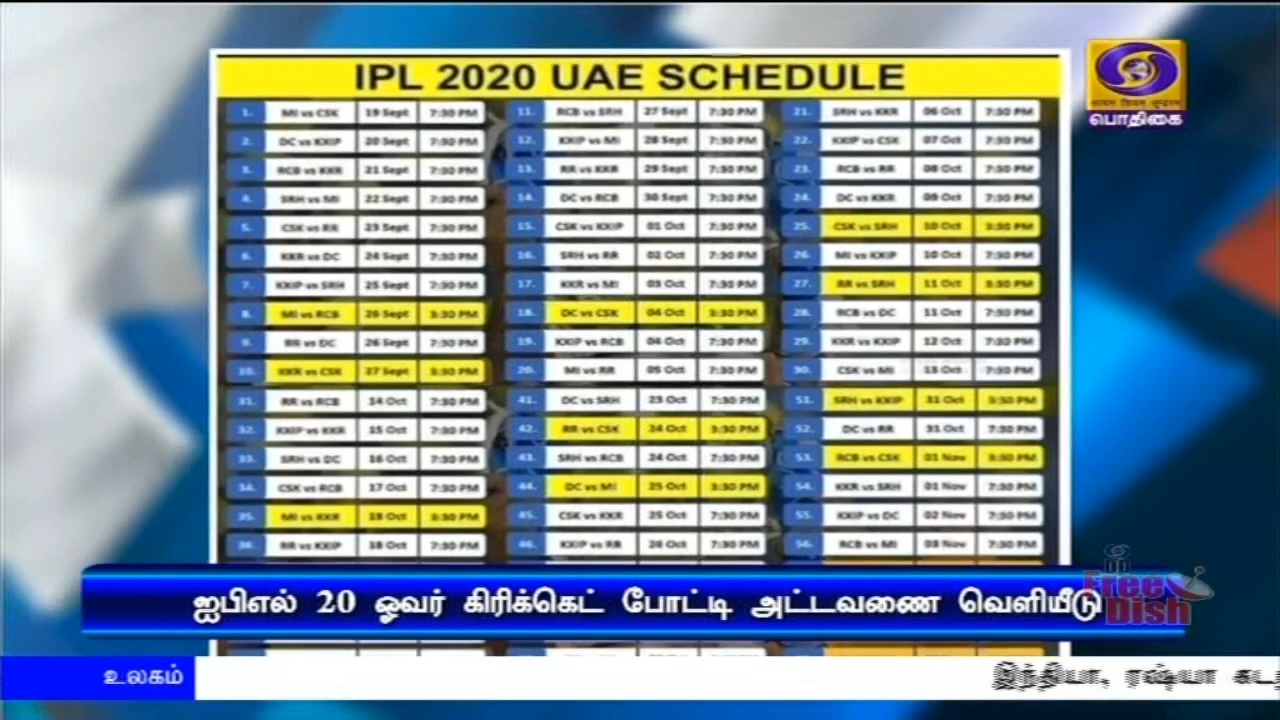 IPL 2020 UAE SCHEDULE
1. MI vs CSK 19 Sept 7:30 PM
2. DC vs KXIP 20 Sept 7:30 PM
3. RCB vs KKR 21 Sept 7:30 PM
4. SRH vs MI 22 Sept 7:30 PM
5. CSK vs RR 23 Sept 7:30 PM
6. KKR vs DC 24 Sept 7:30 PM
7. KXIP vs SRH 25 Sept 7:30 PM
8. MI vs RCB 26 Sept 3:30 PM
9. RR vs DC 26 Sept 7:30 PM
10. KKR vs CSK 27 Sept 3:30 PM
31. RR vs RCB 14 Oct 7:30 PM
32. KXIP vs KKR 15 Oct 7:30 PM
33. SRH vs DC 16 Oct 7:30 PM
34. CSK vs RCB 17 Oct 7:30 PM
35. MI vs KKR 18 Oct 3:30 PM
36. RR vs KXIP 18 Oct 7:30 PM
11. RCB vs SRH 27 Sept 7:30 PM
12. KXIP vs MI 28 Sept 7:30 PM
13. RR vs KKR 29 Sept 7:30 PM
14. DC vs RCB 30 Sept 7:30 PM
15. CSK vs KXIP 01 Oct 7:30 PM
16. SRH vs RR 02 Oct 7:30 PM
17. KKR vs MI 03 Oct 7:30 PM
18. DC vs CSK 04 Oct 3:30 PM
19. KXIP vs RCB 04 Oct 7:30 PM
20. MI vs RR 05 Oct 7:30 PM
41. DC vs SRH 23 Oct 7:30 PM
42. RR vs CSK 24 Oct 3:30 PM
43. SRH vs RCB 24 Oct 7:30 PM
44. DC vs MI 25 Oct 3:30 PM
45. CSK vs KKR 25 Oct 7:30 PM
46. KXIP vs RR 26 Oct 7:30 PM
21. SRH vs KKR 06 Oct 7:30 PM
22. KXIP vs CSK 07 Oct 7:30 PM
23. RCB vs RR 08 Oct 7:30 PM
24. DC vs KKR 09 Oct 7:30 PM
25. CSK vs SRH 10 Oct 3:30 PM
26. MI vs KXIP 10 Oct 7:30 PM
27. RR vs SRH 11 Oct 3:30 PM
28. RCB vs DC 11 Oct 7:30 PM
29. KKR vs KXIP 12 Oct 7:30 PM
30. CSK vs MI 13 Oct 7:30 PM
51. SRH vs KXIP 31 Oct 3:30 PM
52. DC vs RR 31 Oct 7:30 PM
53. RCB vs CSK 01 Nov 3:30 PM
54. KKR vs SRH 01 Nov 7:30 PM
55. KXIP vs DC 02 Nov 7:30 PM
56. RCB vs MI 03 Nov 7:30 PM
सत्यम शिवम सुन्दरम
பொதிகை
ஐபிஎல் 20 ஓவர் கிரிக்கெட் போட்டி அட்டவணை வெளியீடு
DD Free Dish
உலகம்
இந்தியா, ரஷ்யா